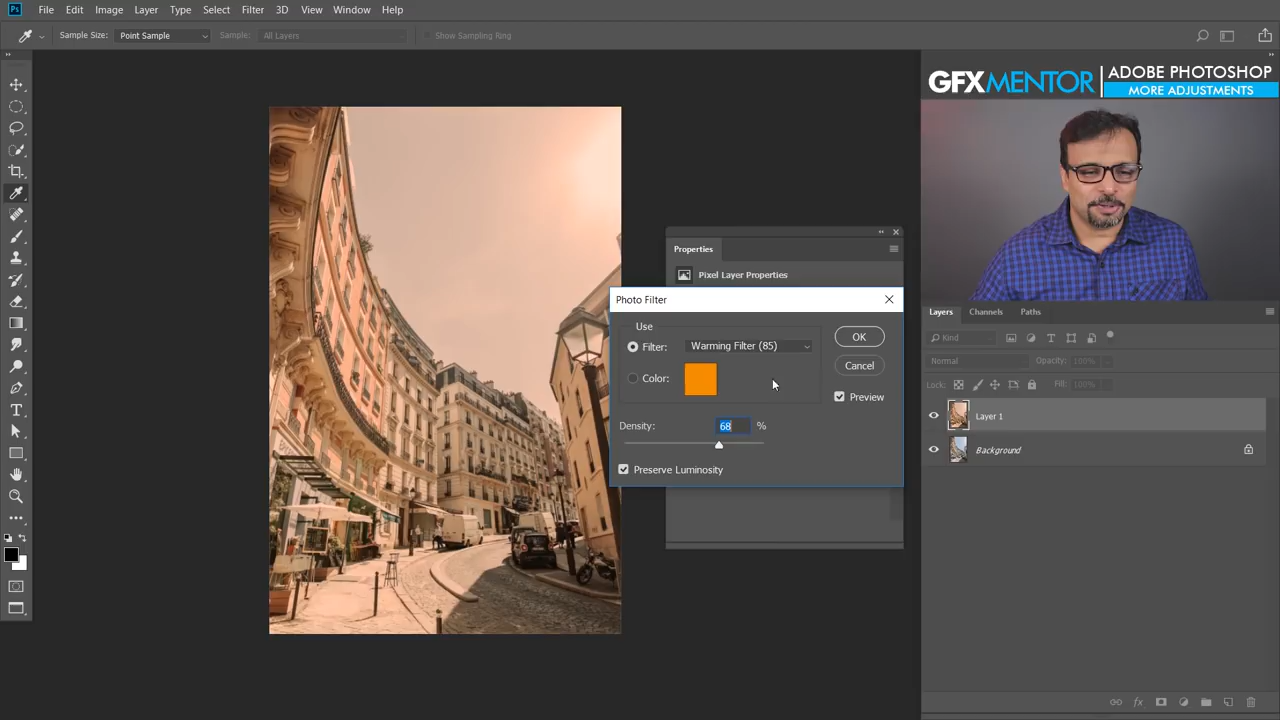 Ps File Edit Image Layer Type Select Filter 3D View Window Help
Sample Size: Point Sample Sample: All Layers Show Sampling Ring
GFXMENTOR
ADOBE PHOTOSHOP
MORE ADJUSTMENTS
Properties
Pixel Layer Properties
Photo Filter
Use
Filter: Warming Filter (85)
Color:
Density: 68 %
Preserve Luminosity
OK
Cancel
Preview
Layers Channels Paths
Kind
Normal Opacity: 100%
Lock: Fill: 100%
Layer 1
Background
fx